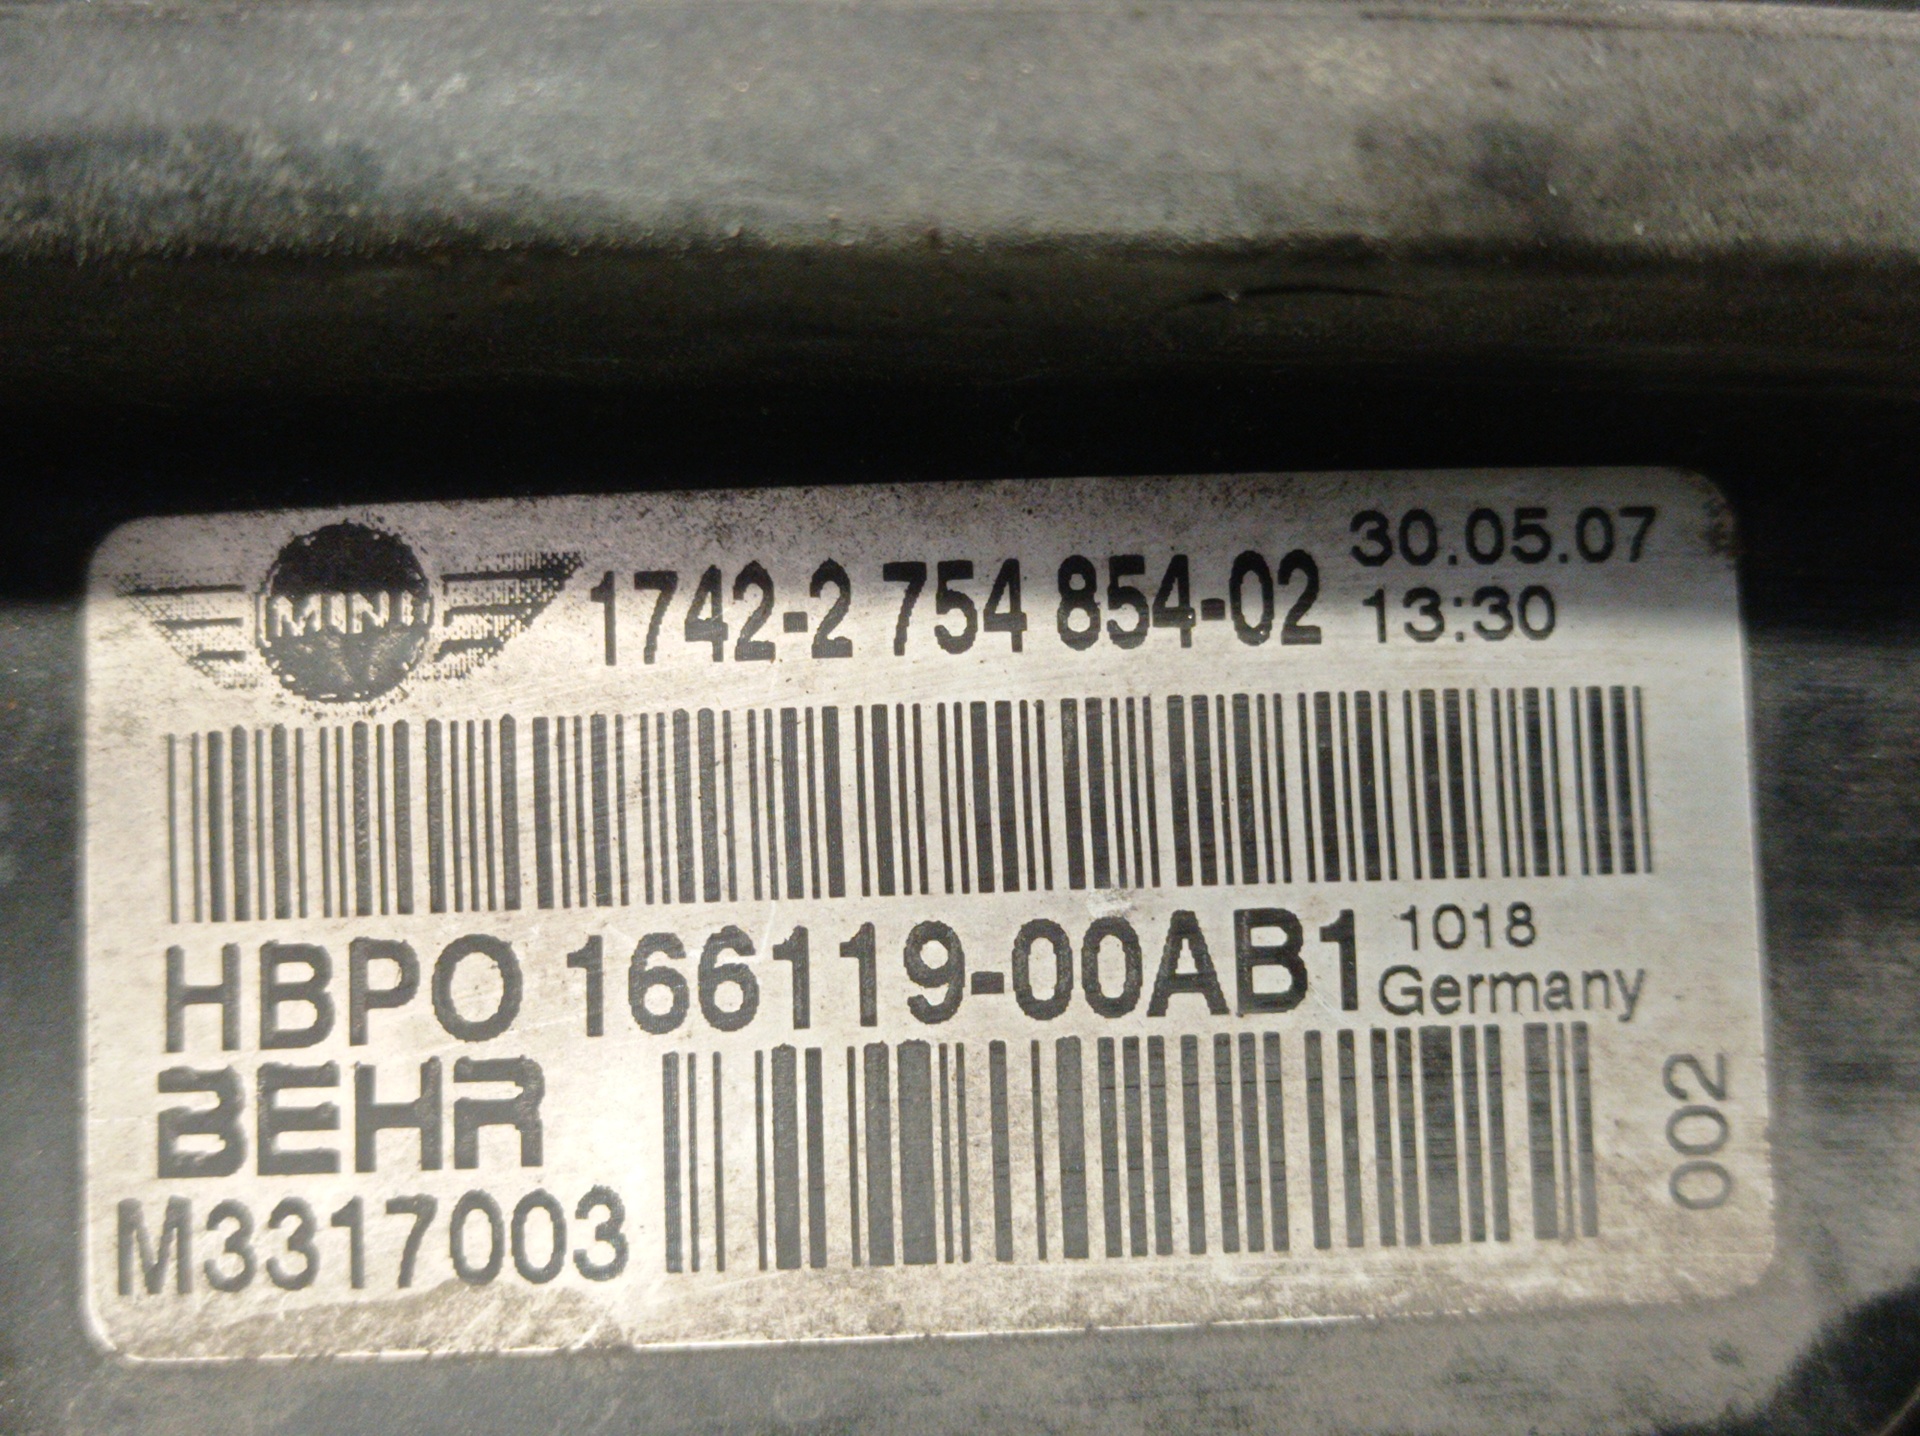 MINI
1742-2 754 854-02
30.05.07
13:30
HBPO 166119-00AB1
1018
Germany
BEHR
M3317003
002